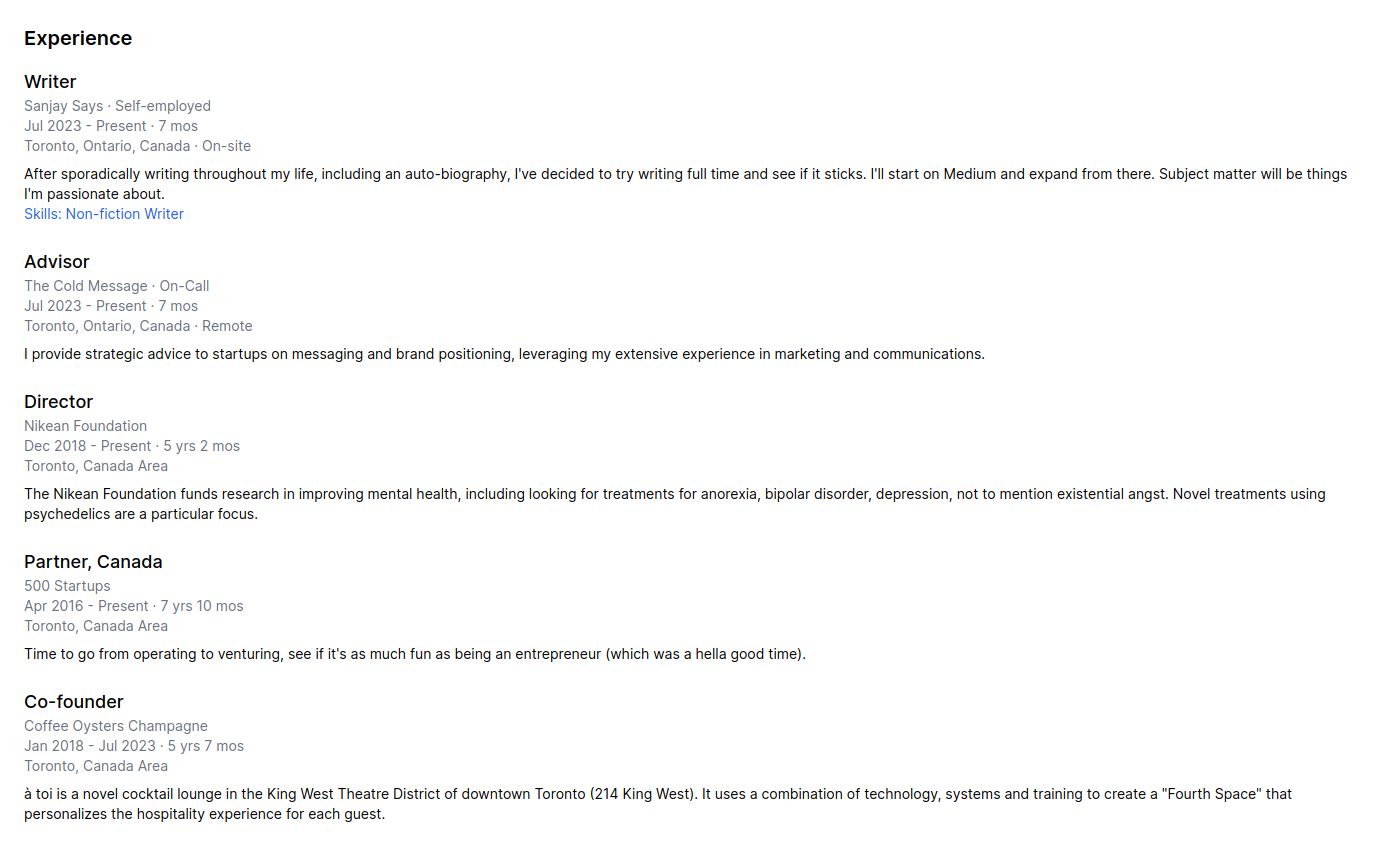 Experience
Writer
Sanjay Says · Self-employed
Jul 2023 - Present · 7 mos
Toronto, Ontario, Canada · On-site
After sporadically writing throughout my life, including an auto-biography, I've decided to try writing full time and see if it sticks. I'll start on Medium and expand from there. Subject matter will be things
I'm passionate about.
Skills: Non-fiction Writer
Advisor
The Cold Message · On-Call
Jul 2023 - Present · 7 mos
Toronto, Ontario, Canada · Remote
I provide strategic advice to startups on messaging and brand positioning, leveraging my extensive experience in marketing and communications.
Director
Nikean Foundation
Dec 2018 - Present · 5 yrs 2 mos
Toronto, Canada Area
The Nikean Foundation funds research in improving mental health, including looking for treatments for anorexia, bipolar disorder, depression, not to mention existential angst. Novel treatments using
psychedelics are a particular focus.
Partner, Canada
500 Startups
Apr 2016 - Present · 7 yrs 10 mos
Toronto, Canada Area
Time to go from operating to venturing, see if it's as much fun as being an entrepreneur (which was a hella good time).
Co-founder
Coffee Oysters Champagne
Jan 2018 - Jul 2023 · 5 yrs 7 mos
Toronto, Canada Area
à toi is a novel cocktail lounge in the King West Theatre District of downtown Toronto (214 King West). It uses a combination of technology, systems and training to create a "Fourth Space" that
personalizes the hospitality experience for each guest.